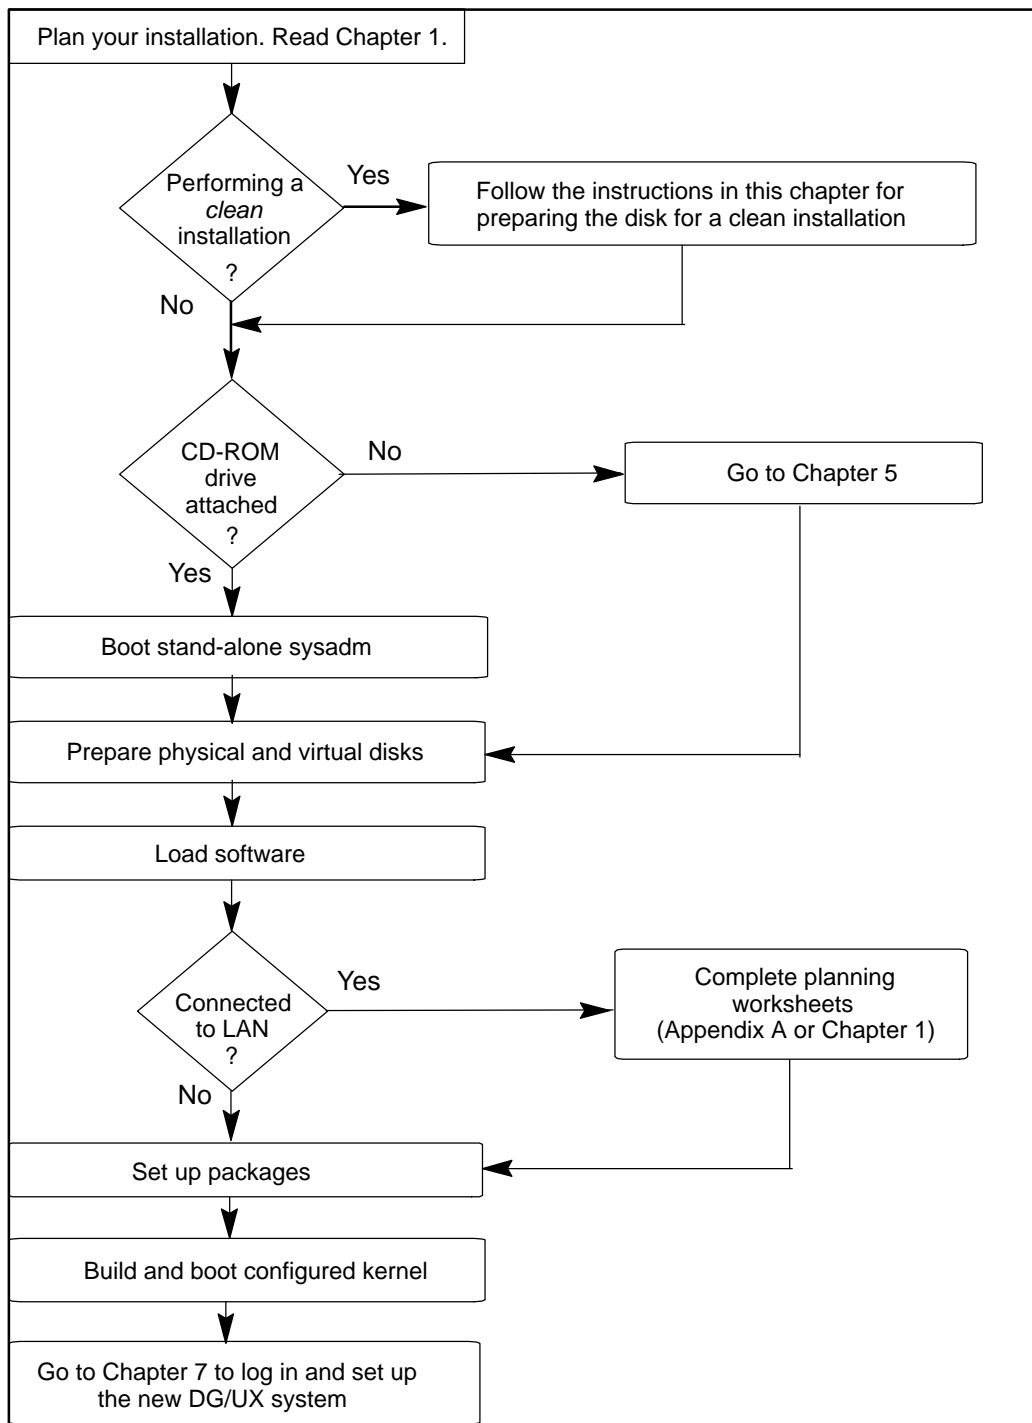 Plan your installation. Read Chapter 1.
Performing a
clean
installation
?
Yes
Follow the instructions in this chapter for
preparing the disk for a clean installation
No
CD-ROM
drive
attached
?
No
Go to Chapter 5
Yes
Boot stand-alone sysadm
Prepare physical and virtual disks
Load software
Connected
to LAN
?
Yes
Complete planning
worksheets
(Appendix A or Chapter 1)
No
Set up packages
Build and boot configured kernel
Go to Chapter 7 to log in and set up
the new DG/UX system